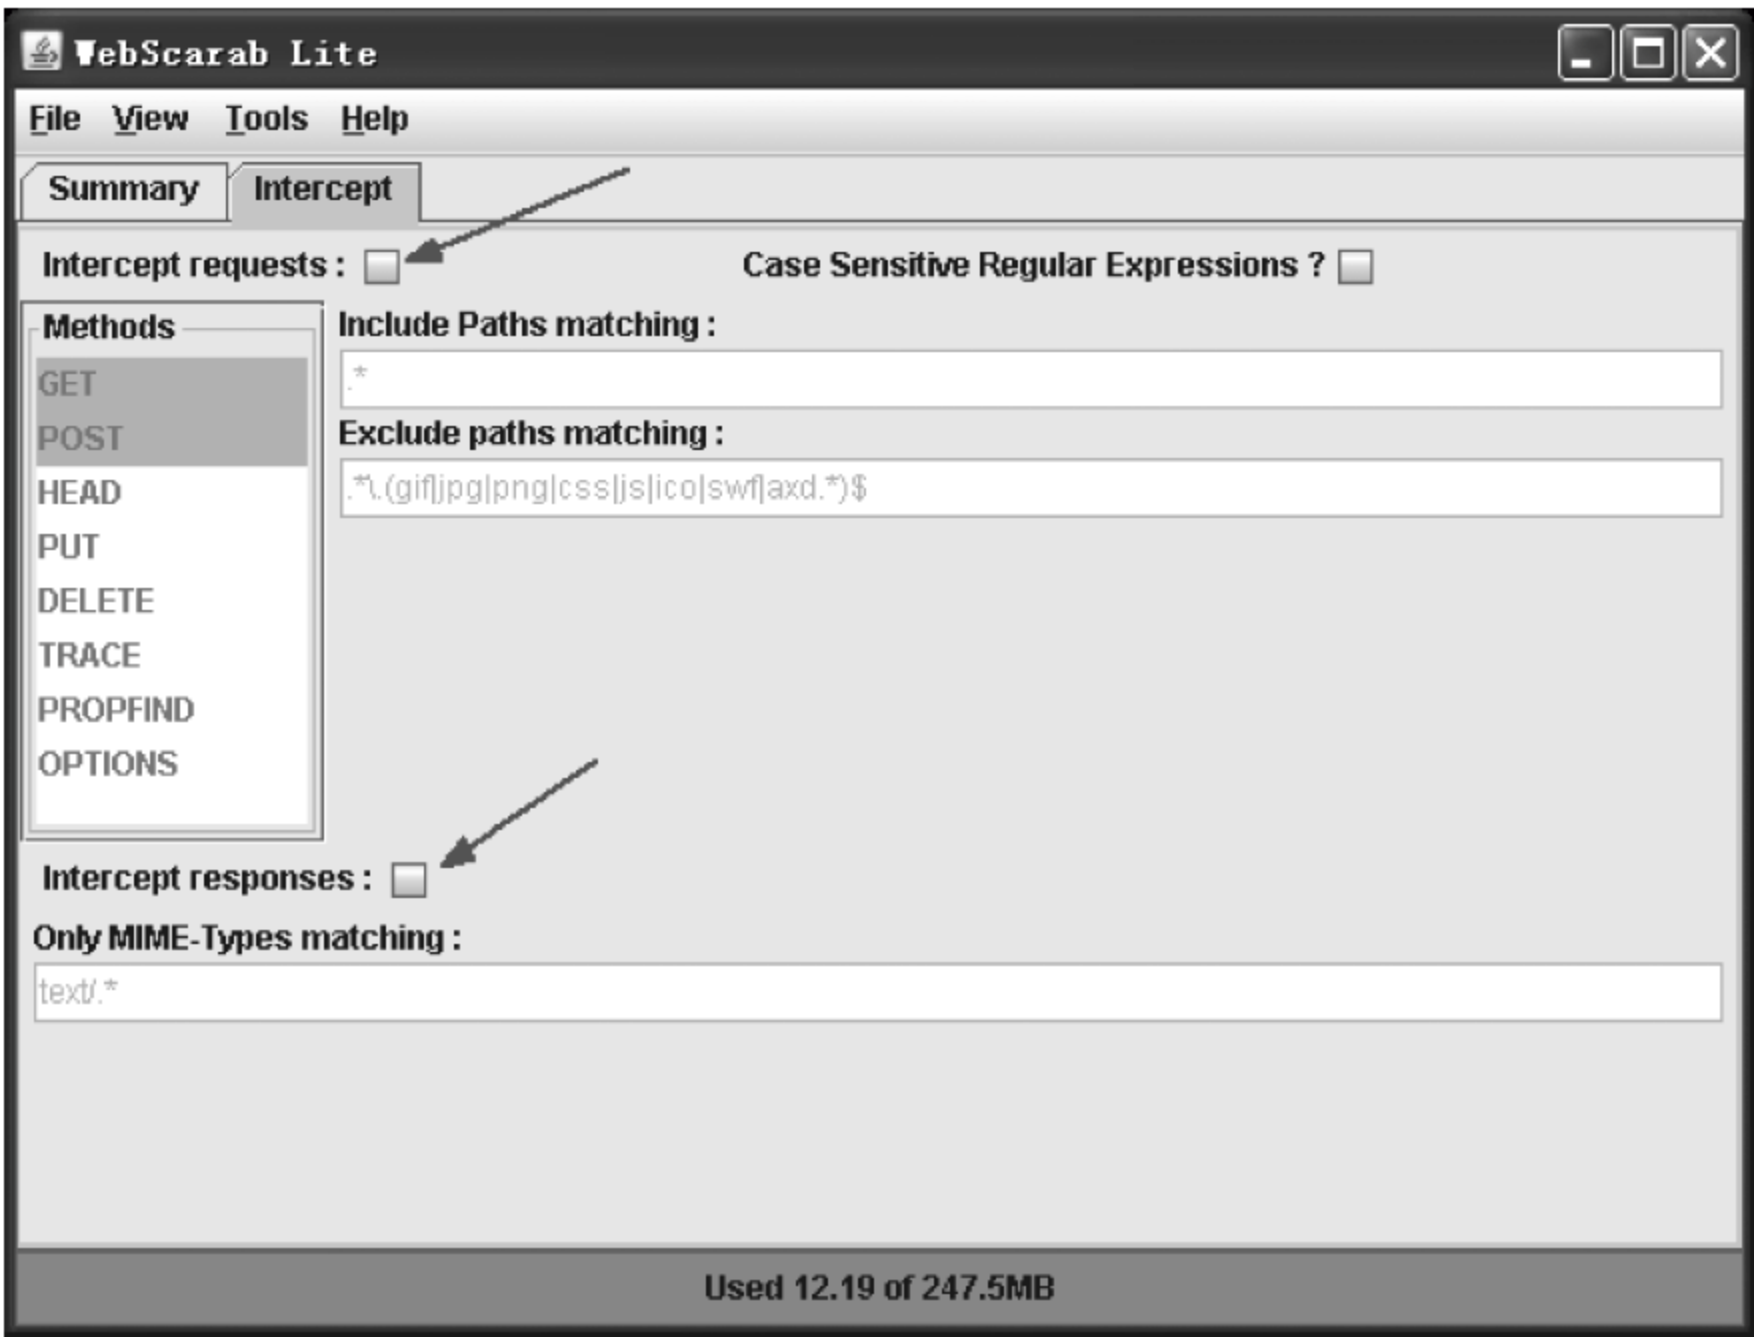 WebScarab Lite
File View Tools Help
Summary Intercept
Intercept requests : Case Sensitive Regular Expressions ?
Methods
GET
POST
HEAD
PUT
DELETE
TRACE
PROPFIND
OPTIONS
Include Paths matching :
.*
Exclude paths matching :
.*\.(gif|jpg|png|css|js|ico|swf|axd.*)$
Intercept responses :
Only MIME-Types matching :
text/.*
Used 12.19 of 247.5MB